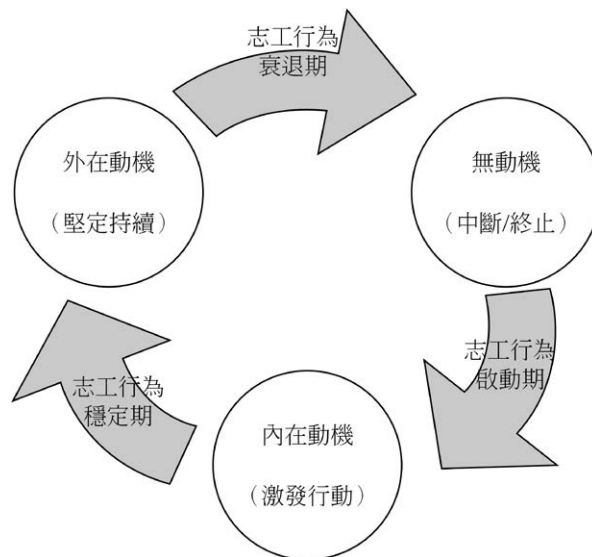 志工行為
衰退期
外在動機
（堅定持續）
無動機
（中斷/終止）
志工行為
啟動期
志工行為
穩定期
內在動機
（激發行動）